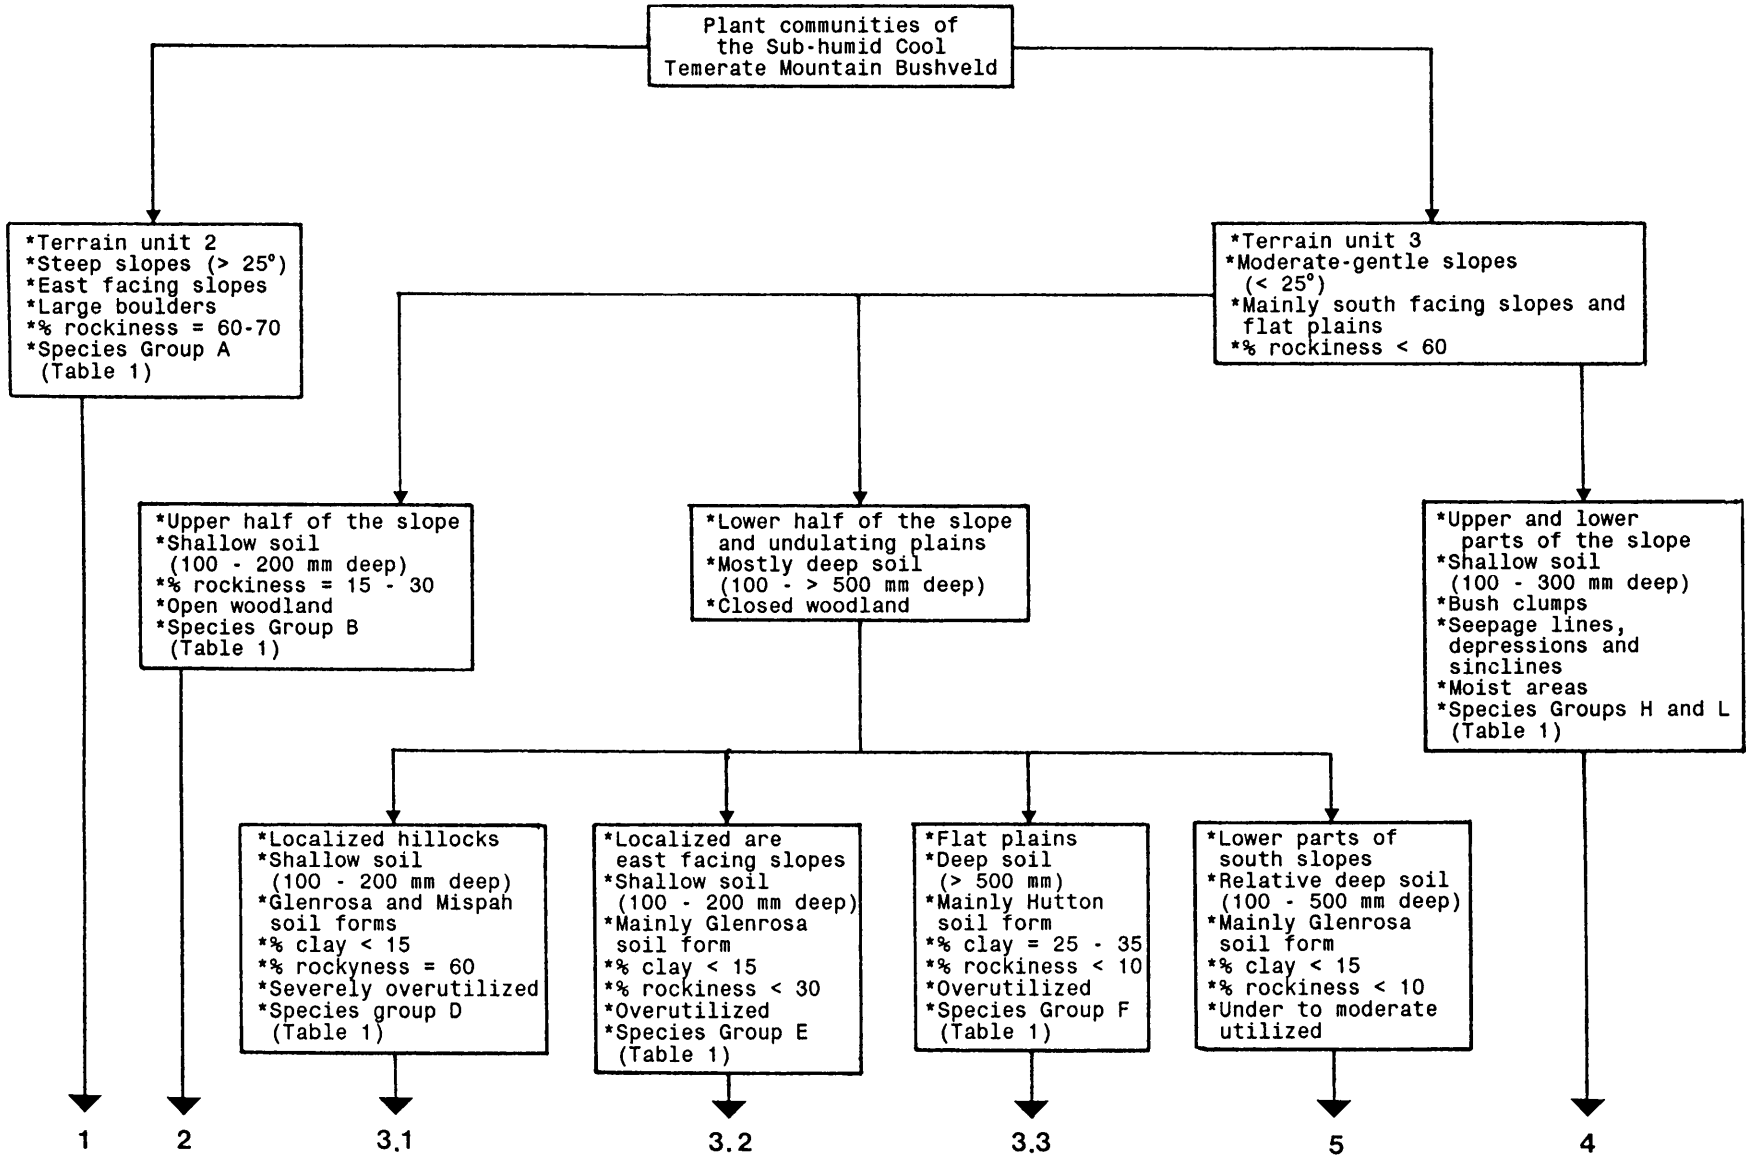 Plant communities of
the Sub-humid Cool
Temerate Mountain Bushveld
*Terrain unit 2
*Steep slopes (> 25°)
*East facing slopes
*Large boulders
*% rockiness = 60-70
*Species Group A
(Table 1)
*Terrain unit 3
*Moderate-gentle slopes
(< 25°)
*Mainly south facing slopes and
flat plains
*% rockiness < 60
*Upper half of the slope
*Shallow soil
(100 - 200 mm deep)
*% rockiness = 15 - 30
*Open woodland
*Species Group B
(Table 1)
*Lower half of the slope
and undulating plains
*Mostly deep soil
(100 - > 500 mm deep)
*Closed woodland
*Upper and lower
parts of the slope
*Shallow soil
(100 - 300 mm deep)
*Bush clumps
*Seepage lines,
depressions and
sinclines
*Moist areas
*Species Groups H and L
(Table 1)
*Localized hillocks
*Shallow soil
(100 - 200 mm deep)
*Glenrosa and Mispah
soil forms
*% clay < 15
*% rockyness = 60
*Severely overutilized
*Species group D
(Table 1)
*Localized are
east facing slopes
*Shallow soil
(100 - 200 mm deep)
*Mainly Glenrosa
soil form
*% clay < 15
*% rockiness < 30
*Overutilized
*Species Group E
(Table 1)
*Flat plains
*Deep soil
(> 500 mm)
*Mainly Hutton
soil form
*% clay = 25 - 35
*% rockiness < 10
*Overutilized
*Species Group F
(Table 1)
*Lower parts of
south slopes
*Relative deep soil
(100 - 500 mm deep)
*Mainly Glenrosa
soil form
*% clay < 15
*% rockiness < 10
*Under to moderate
utilized
1
2
3.1
3.2
3.3
5
4